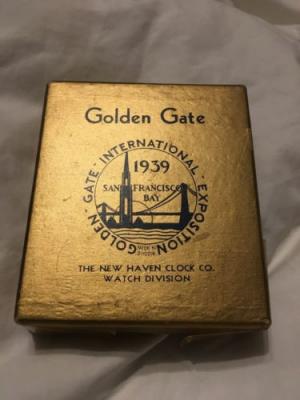 Golden Gate
GOLDEN GATE · INTERNATIONAL · EXPOSITION
1939
SAN FRANCISCO
BAY
THE NEW HAVEN CLOCK CO.
WATCH DIVISION